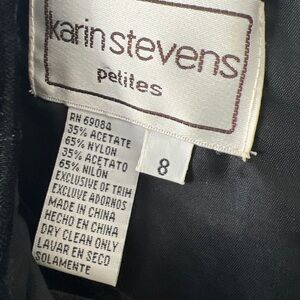 karin stevens
petites
RN 69084
35% ACETATE
65% NYLON
35% ACETATO
65% NILÓN
EXCLUSIVE OF TRIM
EXCLUVE ADORNOS
MADE IN CHINA
HECHO EN CHINA
DRY CLEAN ONLY
LAVAR EN SECO
SOLAMENTE
8